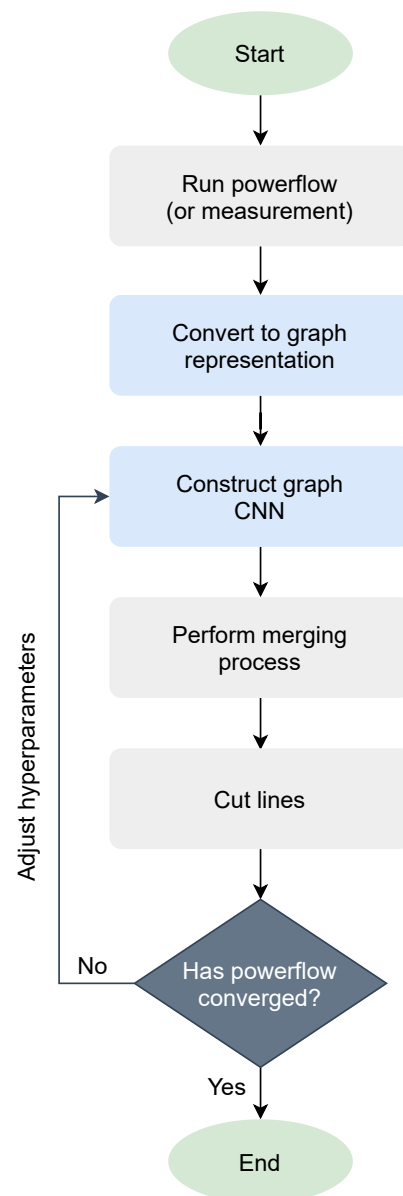 Start
Run powerflow
(or measurement)
Convert to graph
representation
Construct graph
CNN
Perform merging
process
Cut lines
Adjust hyperparameters
No
Has powerflow
converged?
Yes
End